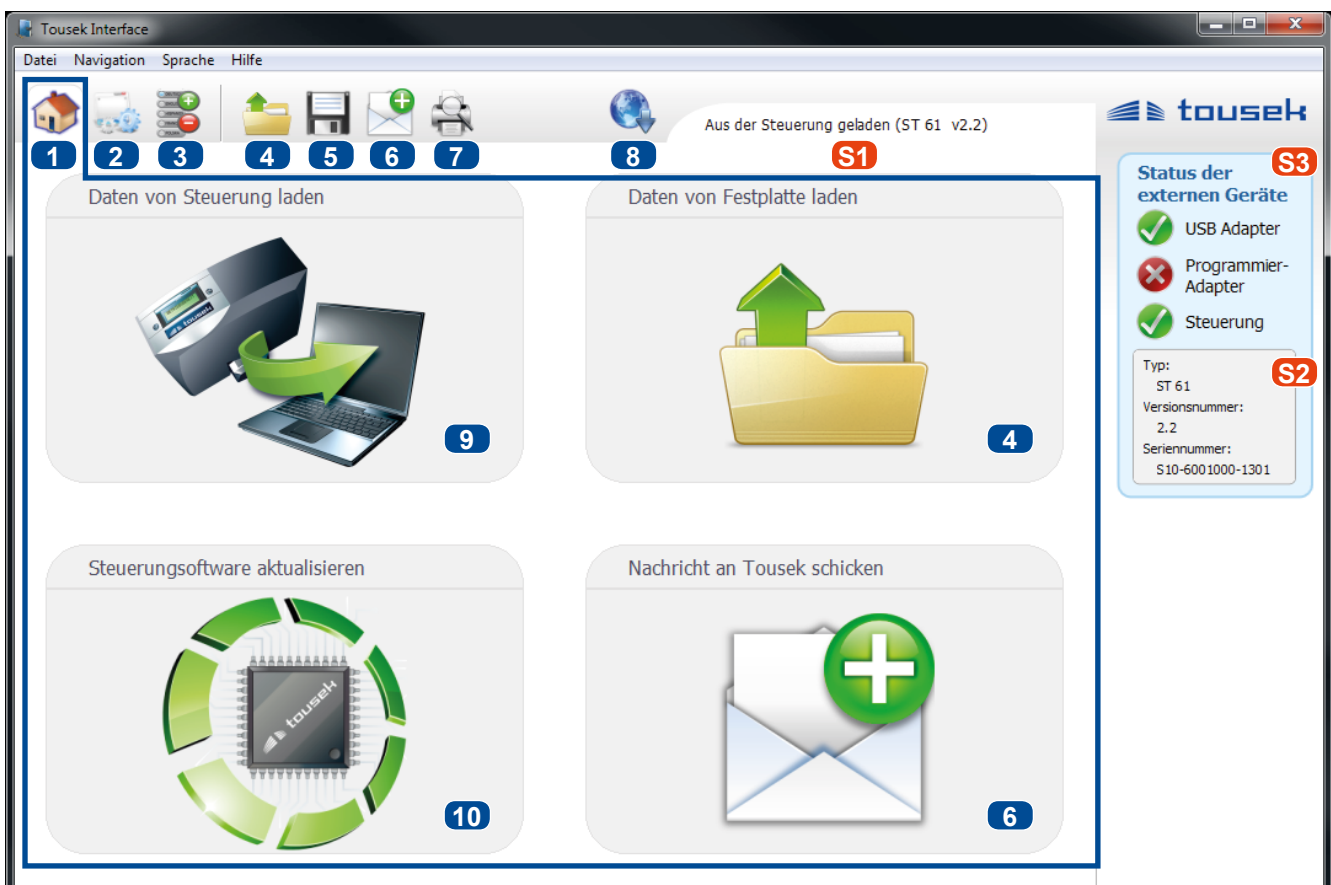 Tousek Interface
Datei Navigation Sprache Hilfe
tousek
Aus der Steuerung geladen (ST 61 v2.2)
1 2 3 4 5 6 7 8 S1
S3
Status der
externen Geräte
USB Adapter
Programmier-
Adapter
Steuerung
S2
Typ:
ST 61
Versionsnummer:
2.2
Seriennummer:
S10-6001000-1301
Daten von Steuerung laden
tousek
9
Daten von Festplatte laden
4
Steuerungsoftware aktualisieren
tousek
10
Nachricht an Tousek schicken
6